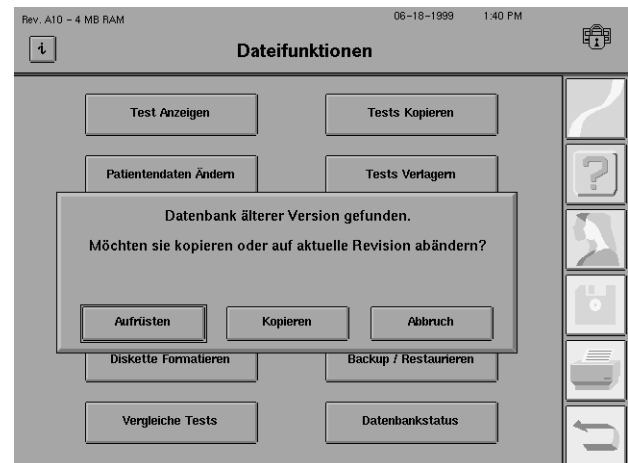 Rev. A10 – 4 MB RAM 06-18-1999 1:40 PM
i
Dateifunktionen
Test Anzeigen Tests Kopieren
Patientendaten Ändern Tests Verlagern
Datenbank älterer Version gefunden.
Möchten sie kopieren oder auf aktuelle Revision abändern?
Aufrüsten Kopieren Abbruch
Diskette Formatieren Backup / Restaurieren
Vergleiche Tests Datenbankstatus